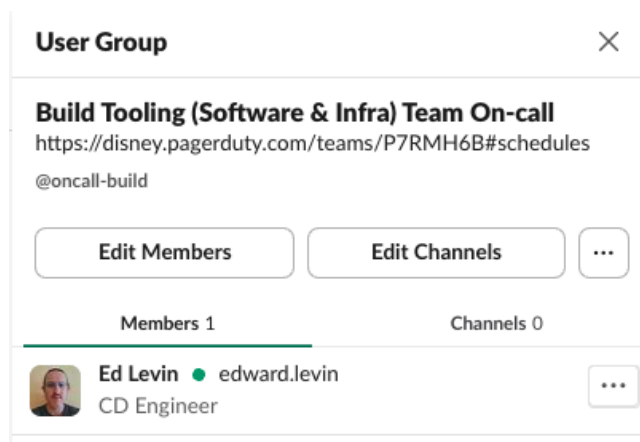 User Group
Build Tooling (Software & Infra) Team On-call
https://disney.pagerduty.com/teams/P7RMH6B#schedules
@oncall-build
Edit Members
Edit Channels
Members 1
Channels 0
Ed Levin edward.levin
CD Engineer